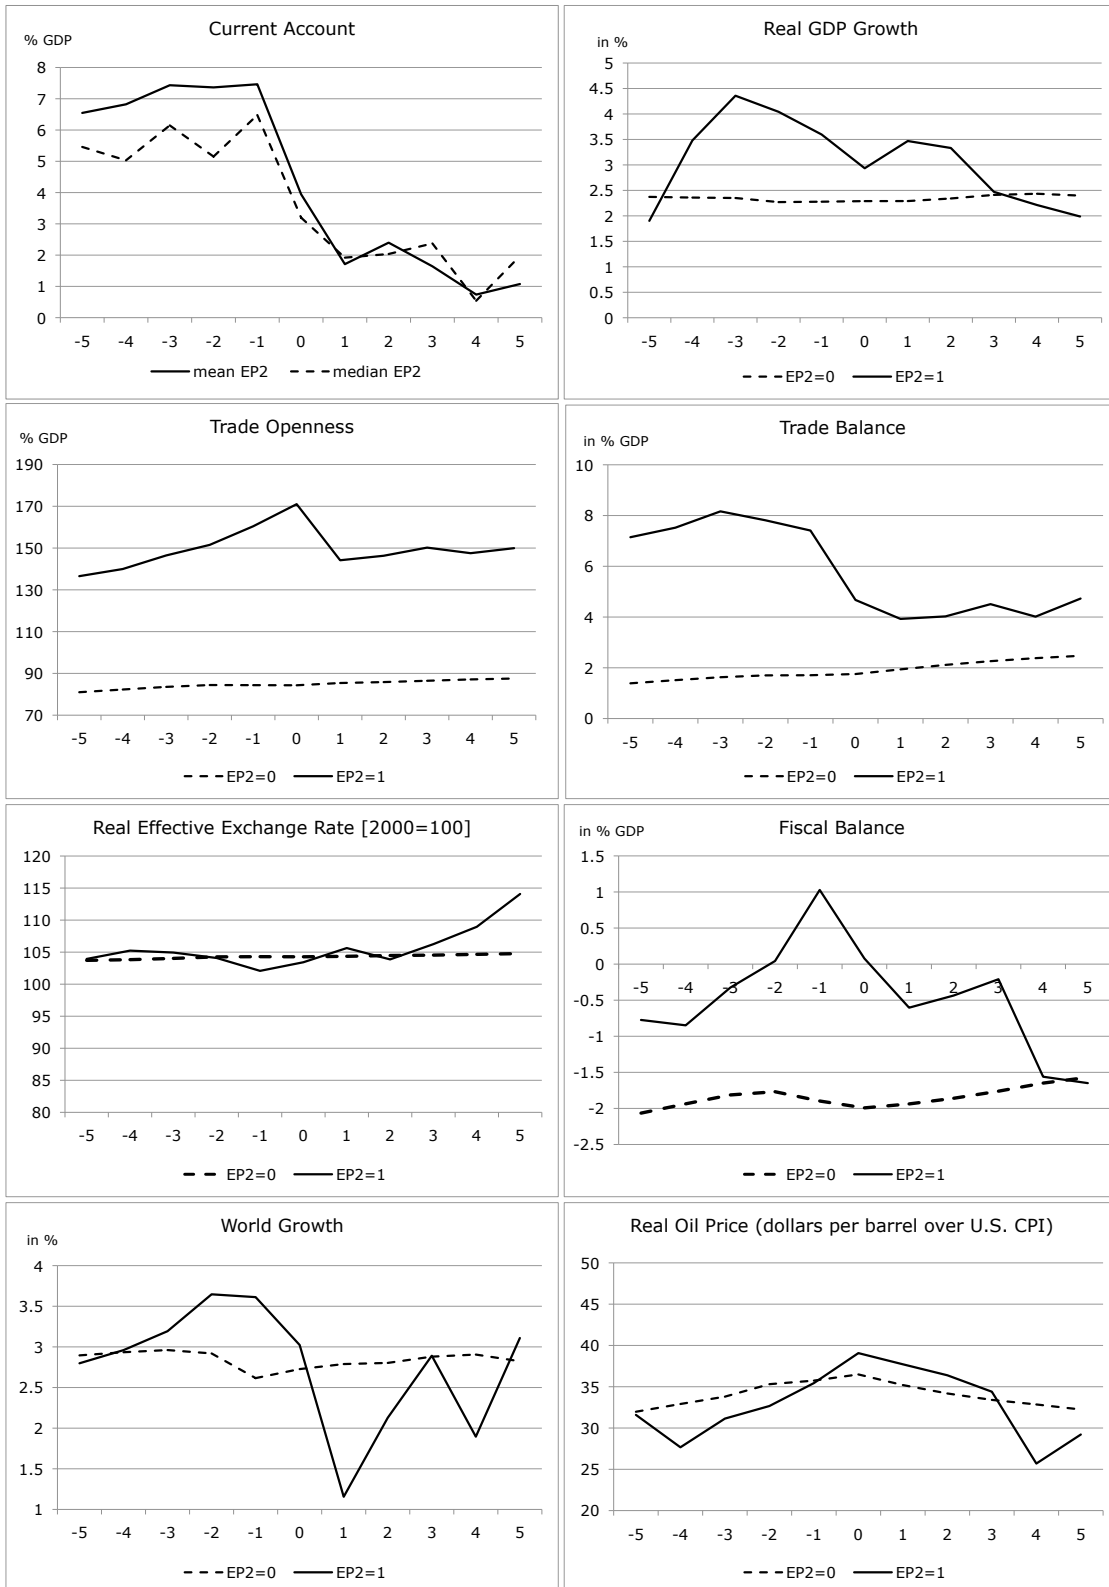 Current Account
% GDP
8
7
6
5
4
3
2
1
0
-5 -4 -3 -2 -1 0 1 2 3 4 5
mean EP2 median EP2
Real GDP Growth
in %
5
4.5
4
3.5
3
2.5
2
1.5
1
0.5
0
-5 -4 -3 -2 -1 0 1 2 3 4 5
EP2=0 EP2=1
Trade Openness
% GDP
190
170
150
130
110
90
70
-5 -4 -3 -2 -1 0 1 2 3 4 5
EP2=0 EP2=1
Trade Balance
in % GDP
10
8
6
4
2
0
-5 -4 -3 -2 -1 0 1 2 3 4 5
EP2=0 EP2=1
Real Effective Exchange Rate [2000=100]
120
115
110
105
100
95
90
85
80
-5 -4 -3 -2 -1 0 1 2 3 4 5
EP2=0 EP2=1
Fiscal Balance
in % GDP
1.5
1
0.5
0
-0.5
-1
-1.5
-2
-2.5
-5 -4 -3 -2 -1 0 1 2 3 4 5
EP2=0 EP2=1
World Growth
in %
4
3.5
3
2.5
2
1.5
1
-5 -4 -3 -2 -1 0 1 2 3 4 5
EP2=0 EP2=1
Real Oil Price (dollars per barrel over U.S. CPI)
50
45
40
35
30
25
20
-5 -4 -3 -2 -1 0 1 2 3 4 5
EP2=0 EP2=1